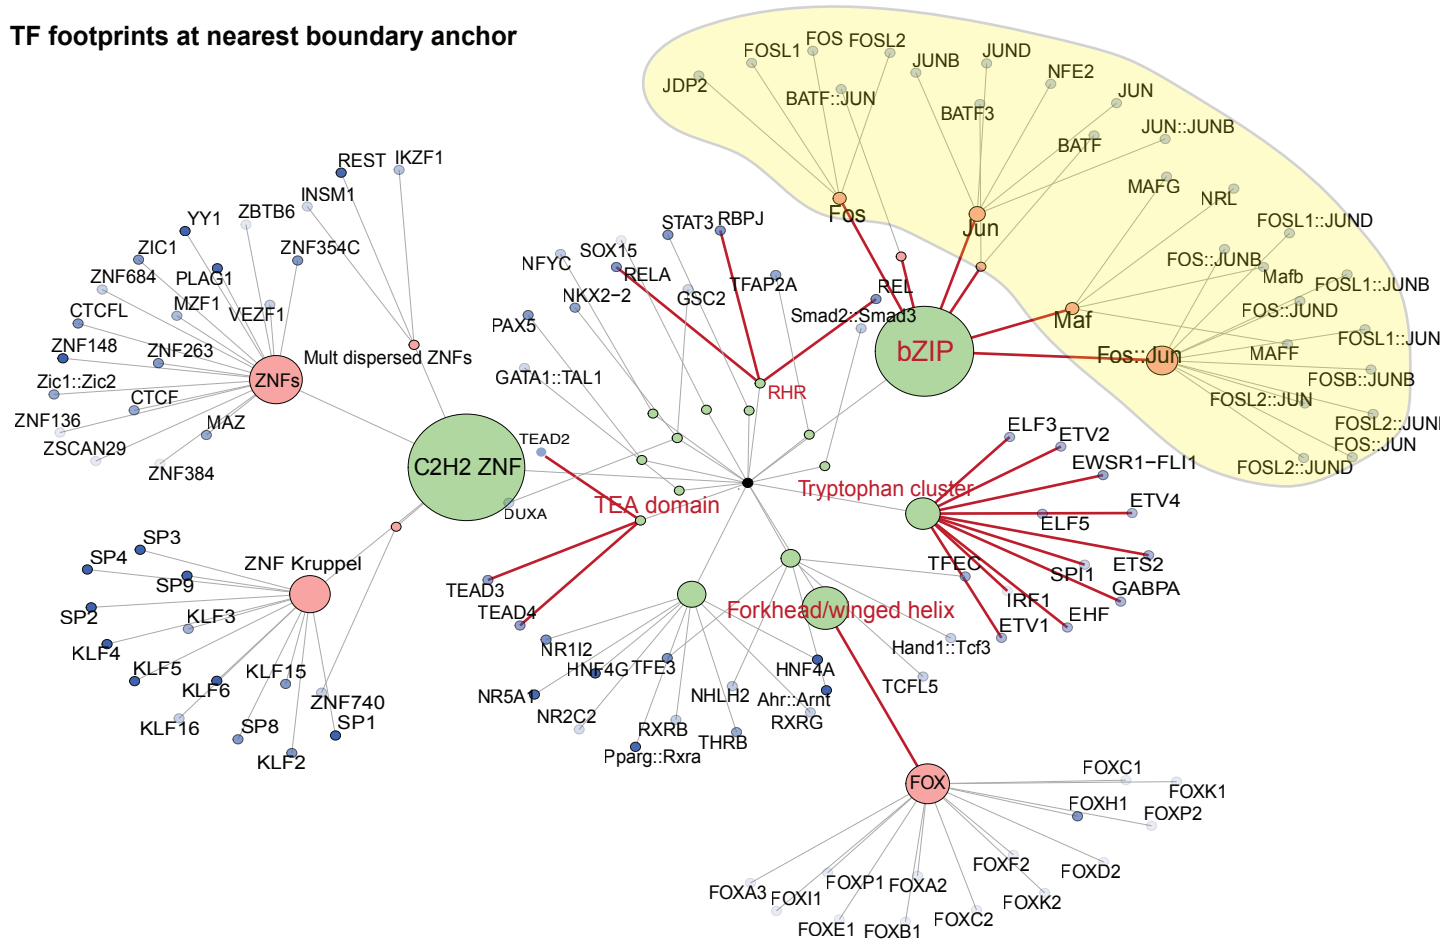 TF footprints at nearest boundary anchor
FOSL1
FOS
FOSL2
JUNB
JUND
NFE2
JDP2
BATF::JUN
BATF3
JUN
BATF
JUN::JUNB
MAFG
NRL
FOSL1::JUND
FOS::JUNB
Mafb
FOSL1::JUNB
FOS::JUND
FOSL1::JUN
MAFF
FOSB::JUNB
FOSL2::JUN
FOSL2::JUNB
FOS::JUN
FOSL2::JUND
Fos
Jun
Maf
Fos::Jun
bZIP
REST
IKZF1
INSM1
YY1
ZBTB6
ZIC1
ZNF354C
ZNF684
PLAG1
MZF1
VEZF1
CTCFL
ZNF148
ZNF263
Mult dispersed ZNFs
ZNFs
Zic1::Zic2
CTCF
ZNF136
MAZ
ZSCAN29
ZNF384
STAT3
RBPJ
SOX15
NFYC
RELA
TFAP2A
REL
NKX2−2
GSC2
Smad2::Smad3
PAX5
GATA1::TAL1
RHR
TEAD2
C2H2 ZNF
TEA domain
DUXA
Tryptophan cluster
ELF3
ETV2
EWSR1−FLI1
ETV4
ELF5
ETS2
SPI1
GABPA
TFEC
IRF1
EHF
ETV1
ZNF Kruppel
SP3
SP4
SP9
SP2
KLF3
KLF4
KLF5
KLF15
KLF6
ZNF740
KLF16
SP8
SP1
KLF2
TEAD3
TEAD4
Forkhead/winged helix
NR1I2
HNF4G
TFE3
HNF4A
Hand1::Tcf3
NR5A1
NHLH2
Ahr::Arnt
TCFL5
NR2C2
RXRB
RXRG
THRB
Pparg::Rxra
FOX
FOXC1
FOXK1
FOXH1
FOXP2
FOXF2
FOXD2
FOXP1
FOXA2
FOXA3
FOXI1
FOXK2
FOXC2
FOXE1
FOXB1